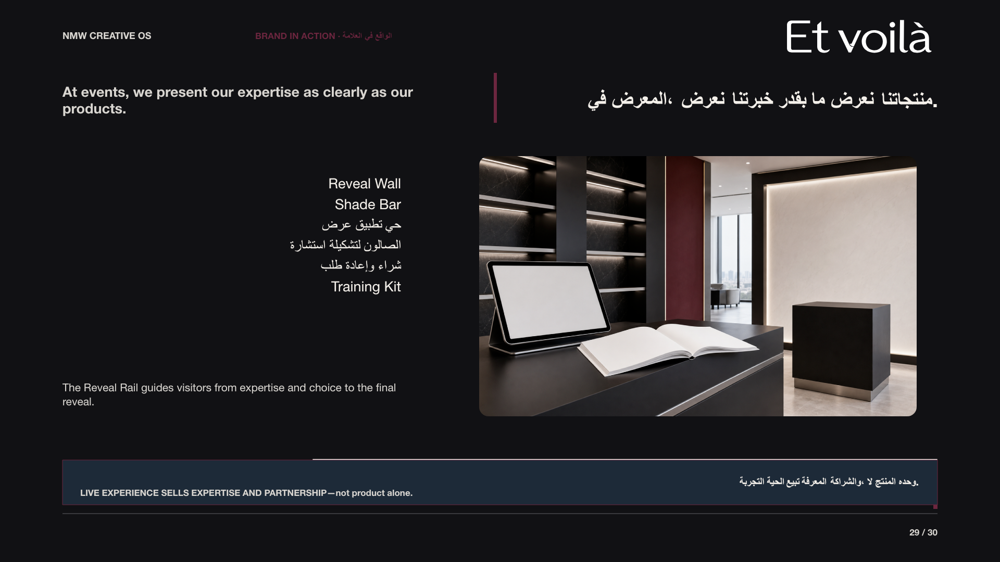 NMW CREATIVE OS
BRAND IN ACTION · الواقع في العلامة
Et voilà
At events, we present our expertise as clearly as our
products.
.منتجاتنا نعرض ما بقدر خبرتنا نعرض ،المعرض في
Reveal Wall
Shade Bar
حي تطبيق عرض
الصالون لتشكيلة استشارة
شراء وإعادة طلب
Training Kit
The Reveal Rail guides visitors from expertise and choice to the final
reveal.
.وحده المنتج لا ،والشراكة المعرفة تبيع الحية التجربة
LIVE EXPERIENCE SELLS EXPERTISE AND PARTNERSHIP—not product alone.
29 / 30